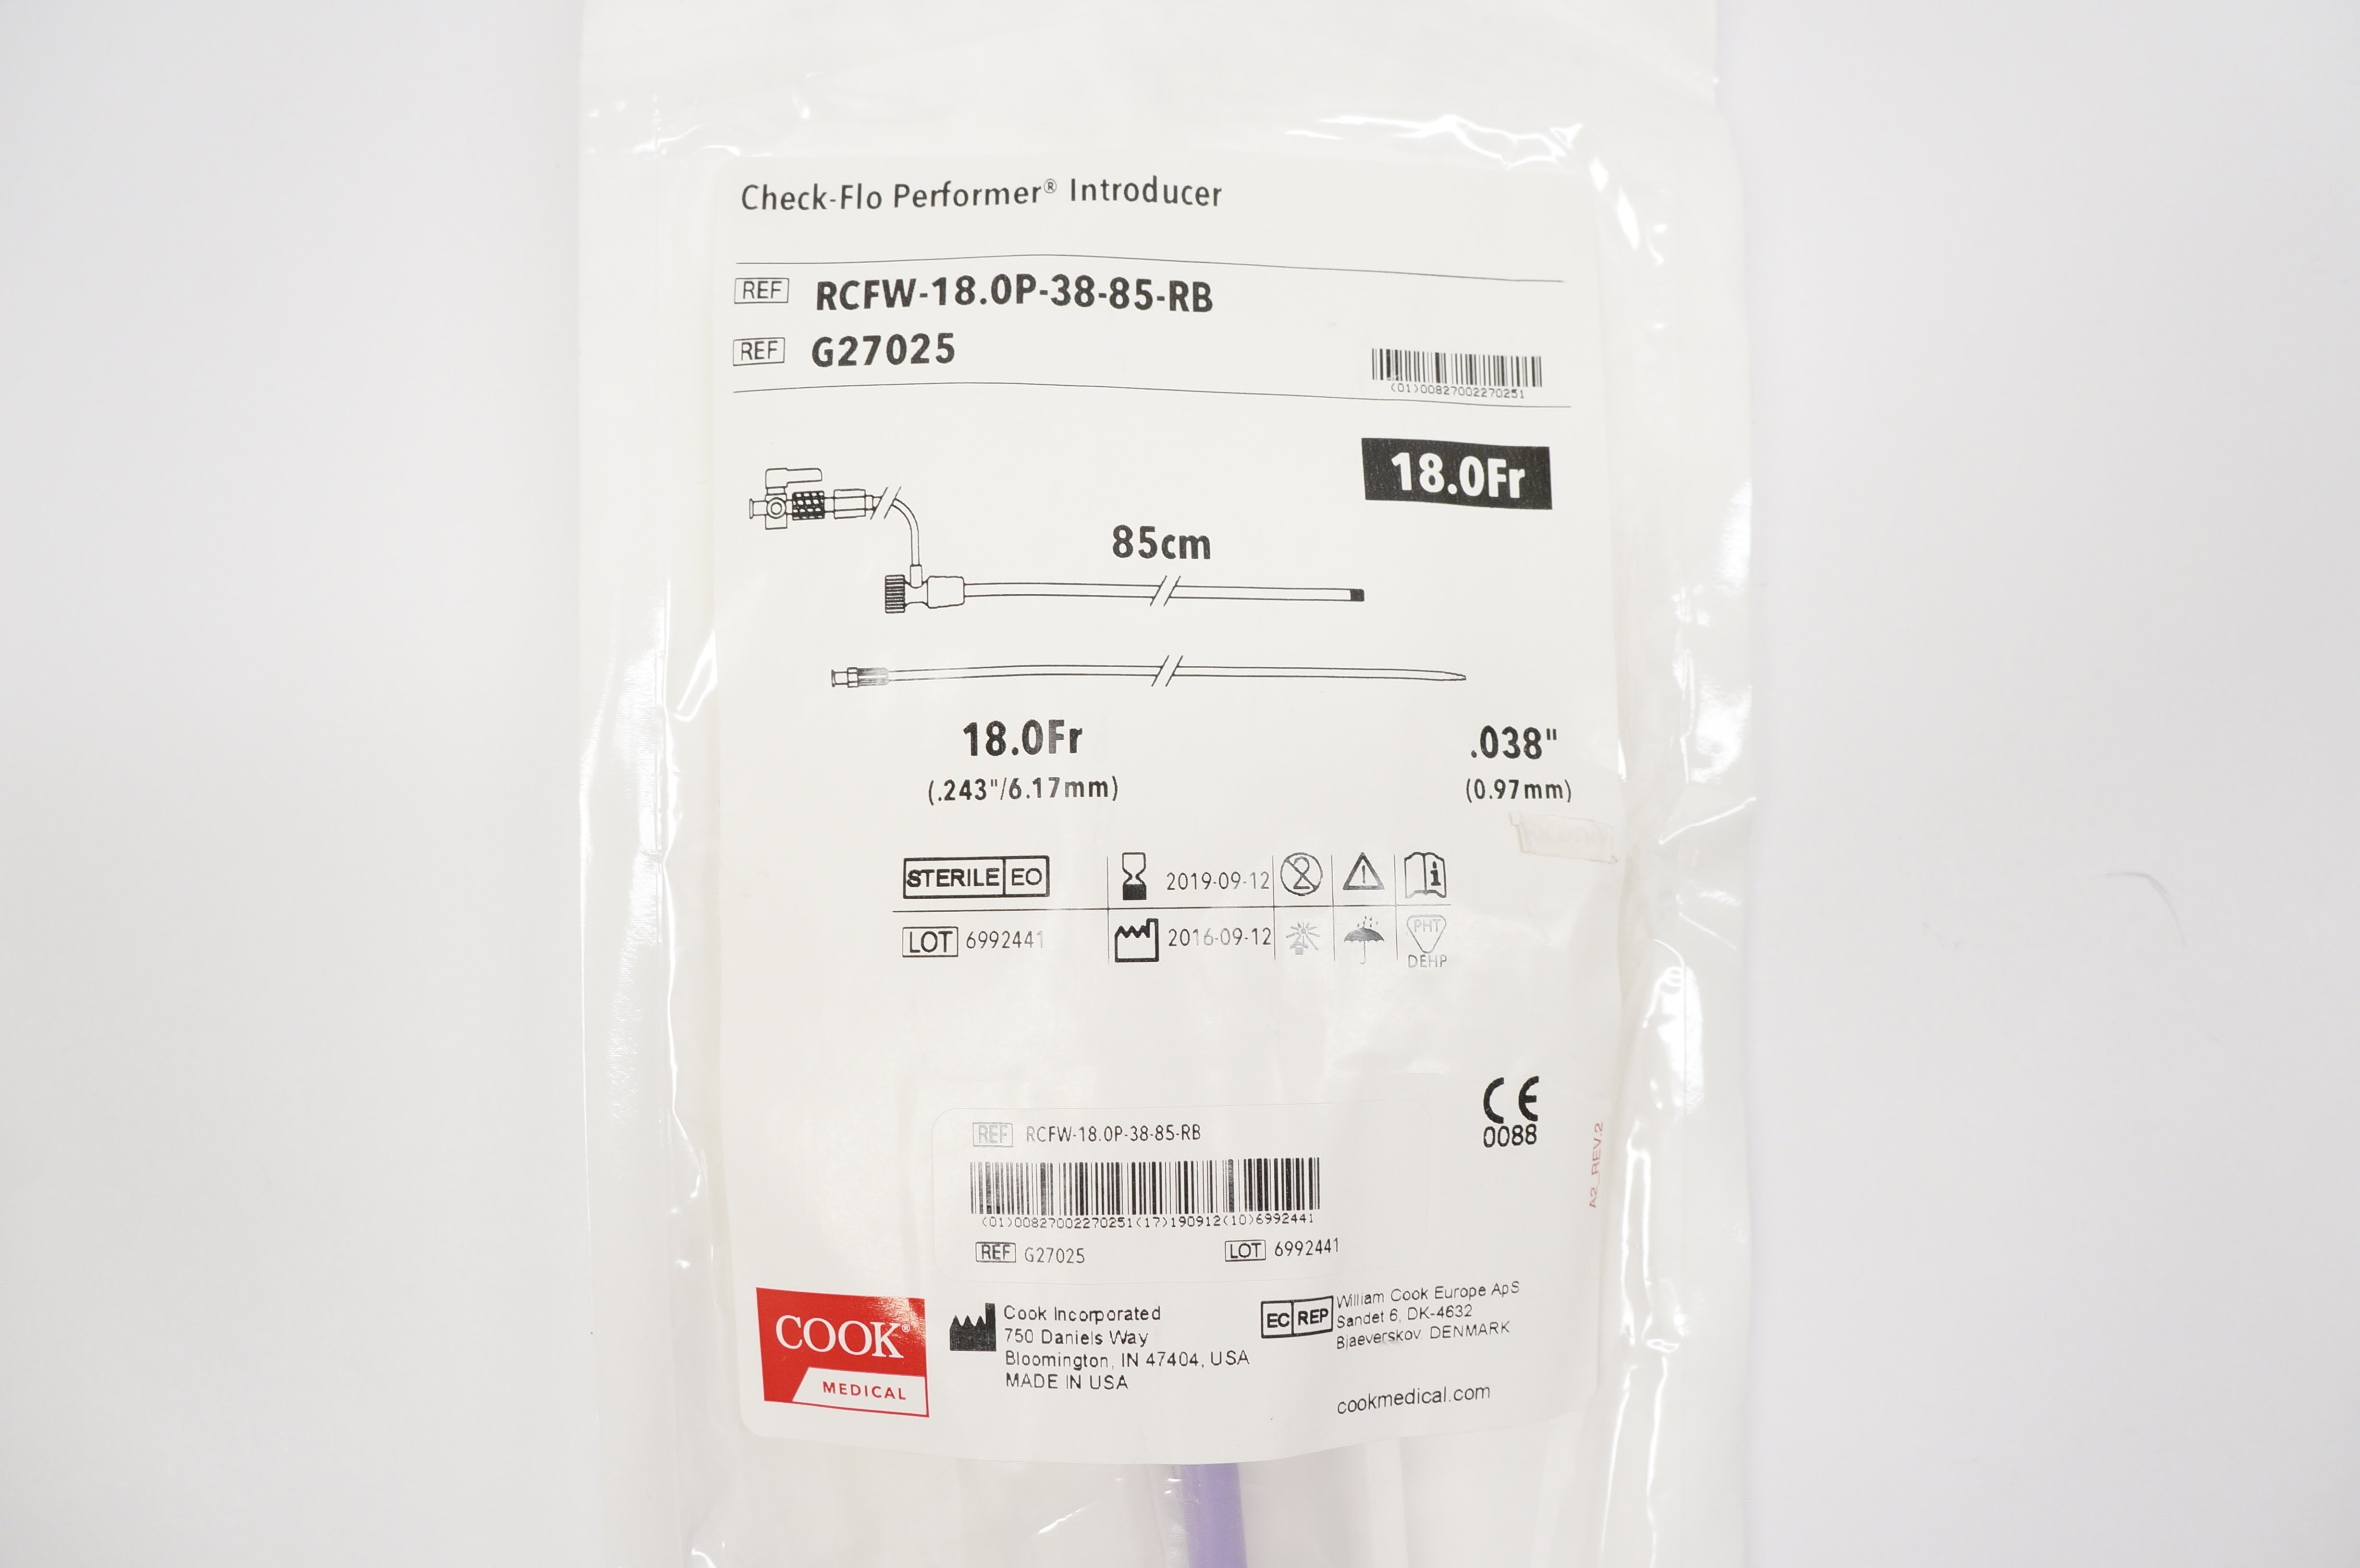 Check-Flo Performer® Introducer
REF RCFW-18.0P-38-85-RB
REF G27025
(01)00827002270251
18.0Fr
85cm
18.0Fr
(.243"/6.17mm)
.038"
(0.97mm)
STERILE EO
2019-09-12
LOT 6992441
2016-09-12
PHT
DEHP
CE
0088
A2_REV.2
REF RCFW-18.0P-38-85-RB
(01)00827002270251(17)190912(10)6992441
REF G27025
LOT 6992441
COOK®
MEDICAL
Cook Incorporated
750 Daniels Way
Bloomington, IN 47404, USA
MADE IN USA
EC REP
William Cook Europe ApS
Sandet 6, DK-4632
Bjaeverskov DENMARK
cookmedical.com